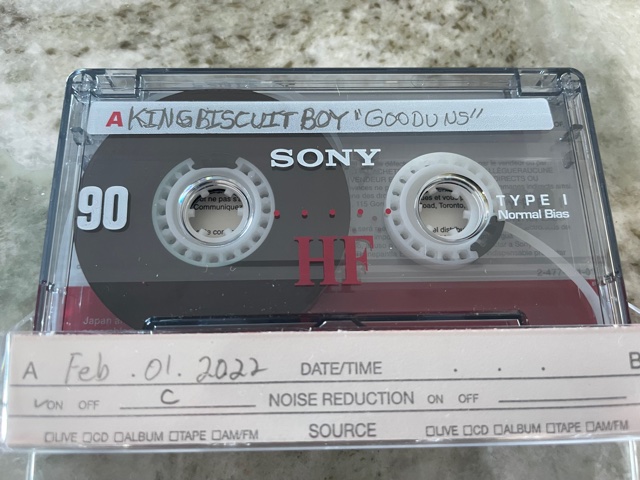 A KING BISCUIT BOY "GOODUNS"
SONY
90
TYPE I
Normal Bias
HF
Japan
A Feb .01. 2022 DATE/TIME . . . B
ON OFF C NOISE REDUCTION ON OFF
□LIVE □CD □ALBUM □TAPE □AM/FM SOURCE □LIVE □CD □ALBUM □TAPE □AM/FM